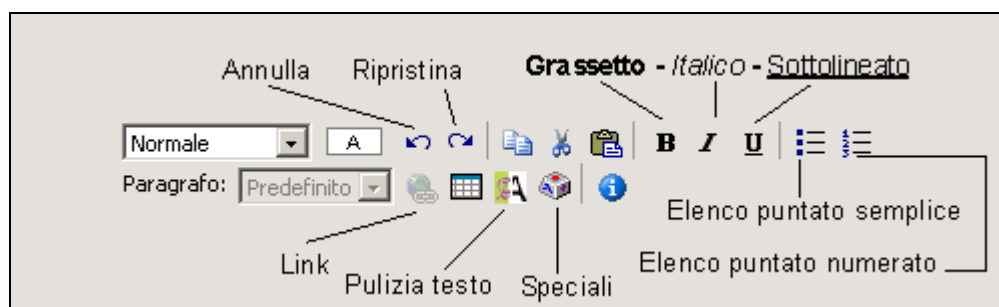 Annulla Ripristina Grassetto - Italico - Sottolineato
Normale A B I U
Paragrafo: Predefinito
Elenco puntato semplice
Link Elenco puntato numerato
Pulizia testo Speciali